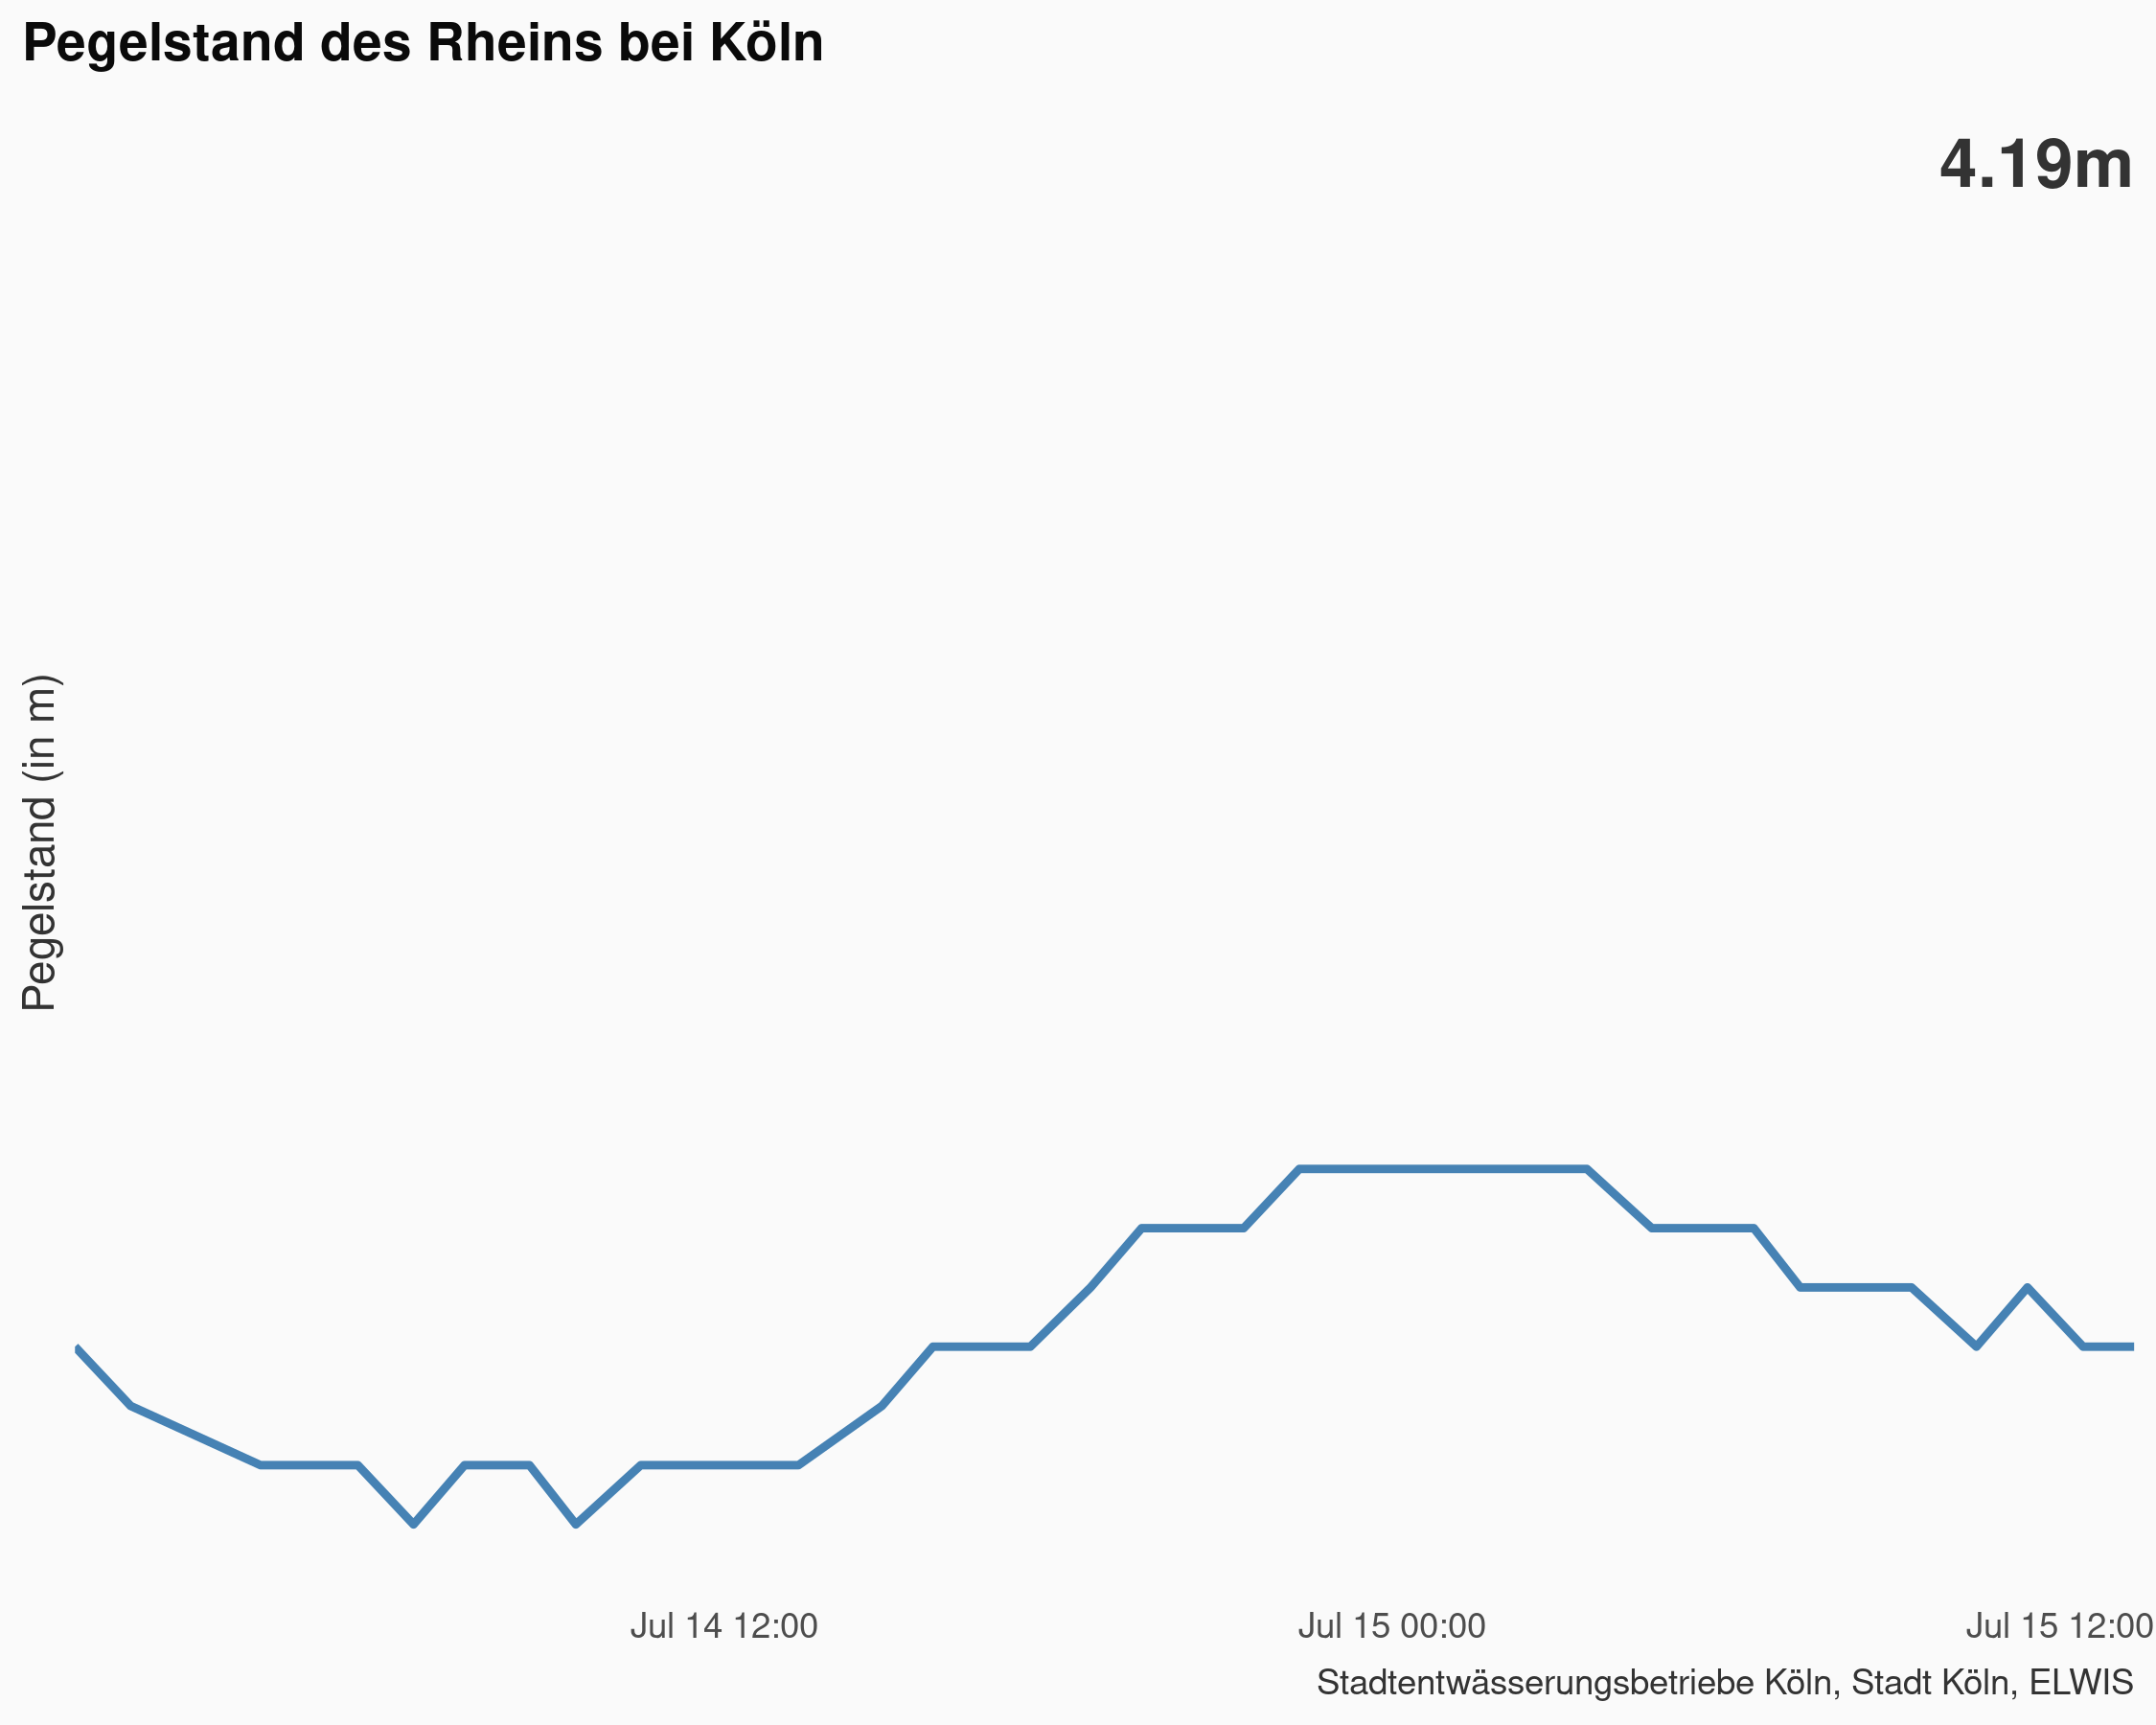 Pegelstand des Rheins bei Köln
4.19m
Pegelstand (in m)
Jul 14 12:00
Jul 15 00:00
Jul 15 12:00
Stadtentwässerungsbetriebe Köln, Stadt Köln, ELWIS